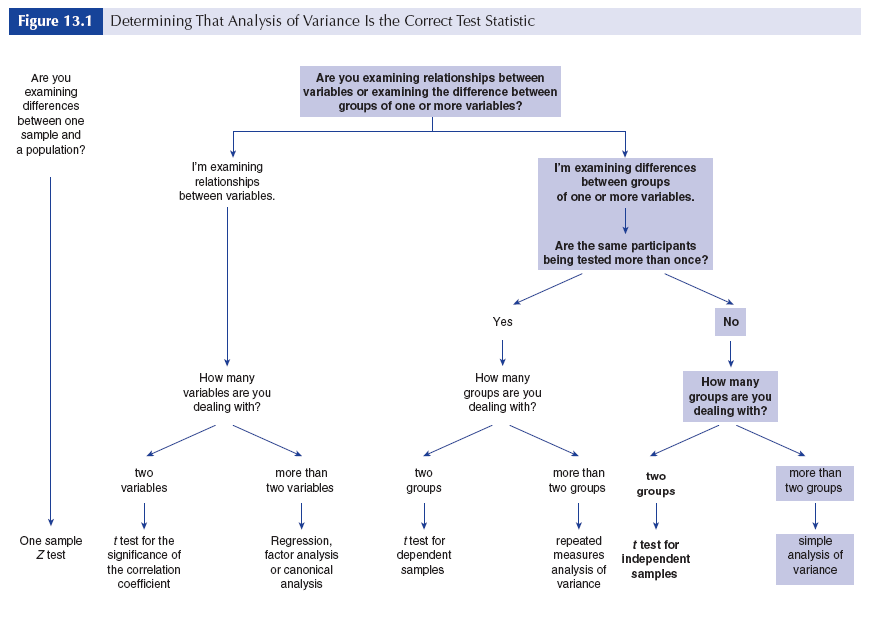 Figure 13.1 Determining That Analysis of Variance Is the Correct Test Statistic
Are you
examining
differences
between one
sample and
a population?
Are you examining relationships between
variables or examining the difference between
groups of one or more variables?
I'm examining
relationships
between variables.
I'm examining differences
between groups
of one or more variables.
Are the same participants
being tested more than once?
Yes
No
How many
variables are you
dealing with?
How many
groups are you
dealing with?
How many
groups are you
dealing with?
two
variables
more than
two variables
two
groups
more than
two groups
two
groups
more than
two groups
One sample
Z test
t test for the
significance of
the correlation
coefficient
Regression,
factor analysis
or canonical
analysis
t test for
dependent
samples
repeated
measures
analysis of
variance
t test for
independent
samples
simple
analysis of
variance